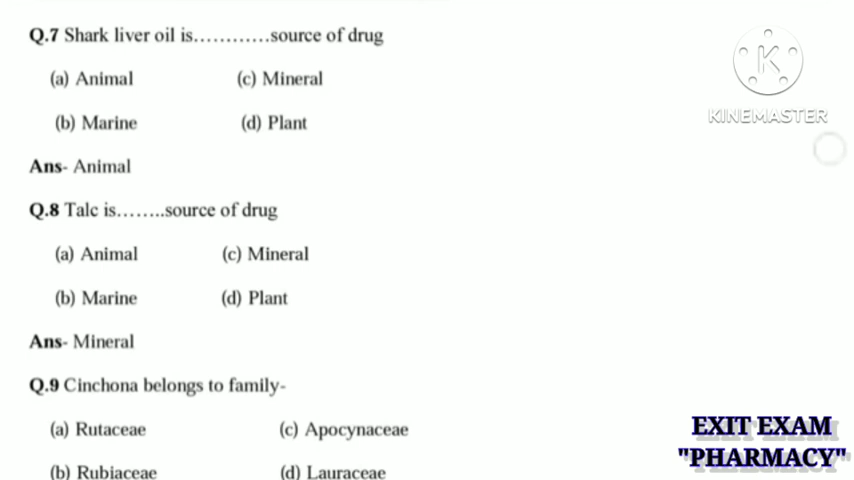 Q.7 Shark liver oil is............source of drug
(a) Animal (c) Mineral
(b) Marine (d) Plant
Ans- Animal
Q.8 Talc is........source of drug
(a) Animal (c) Mineral
(b) Marine (d) Plant
Ans- Mineral
Q.9 Cinchona belongs to family-
(a) Rutaceae (c) Apocynaceae
(b) Rubiaceae (d) Lauraceae
K
KINEMASTER
EXIT EXAM
"PHARMACY"